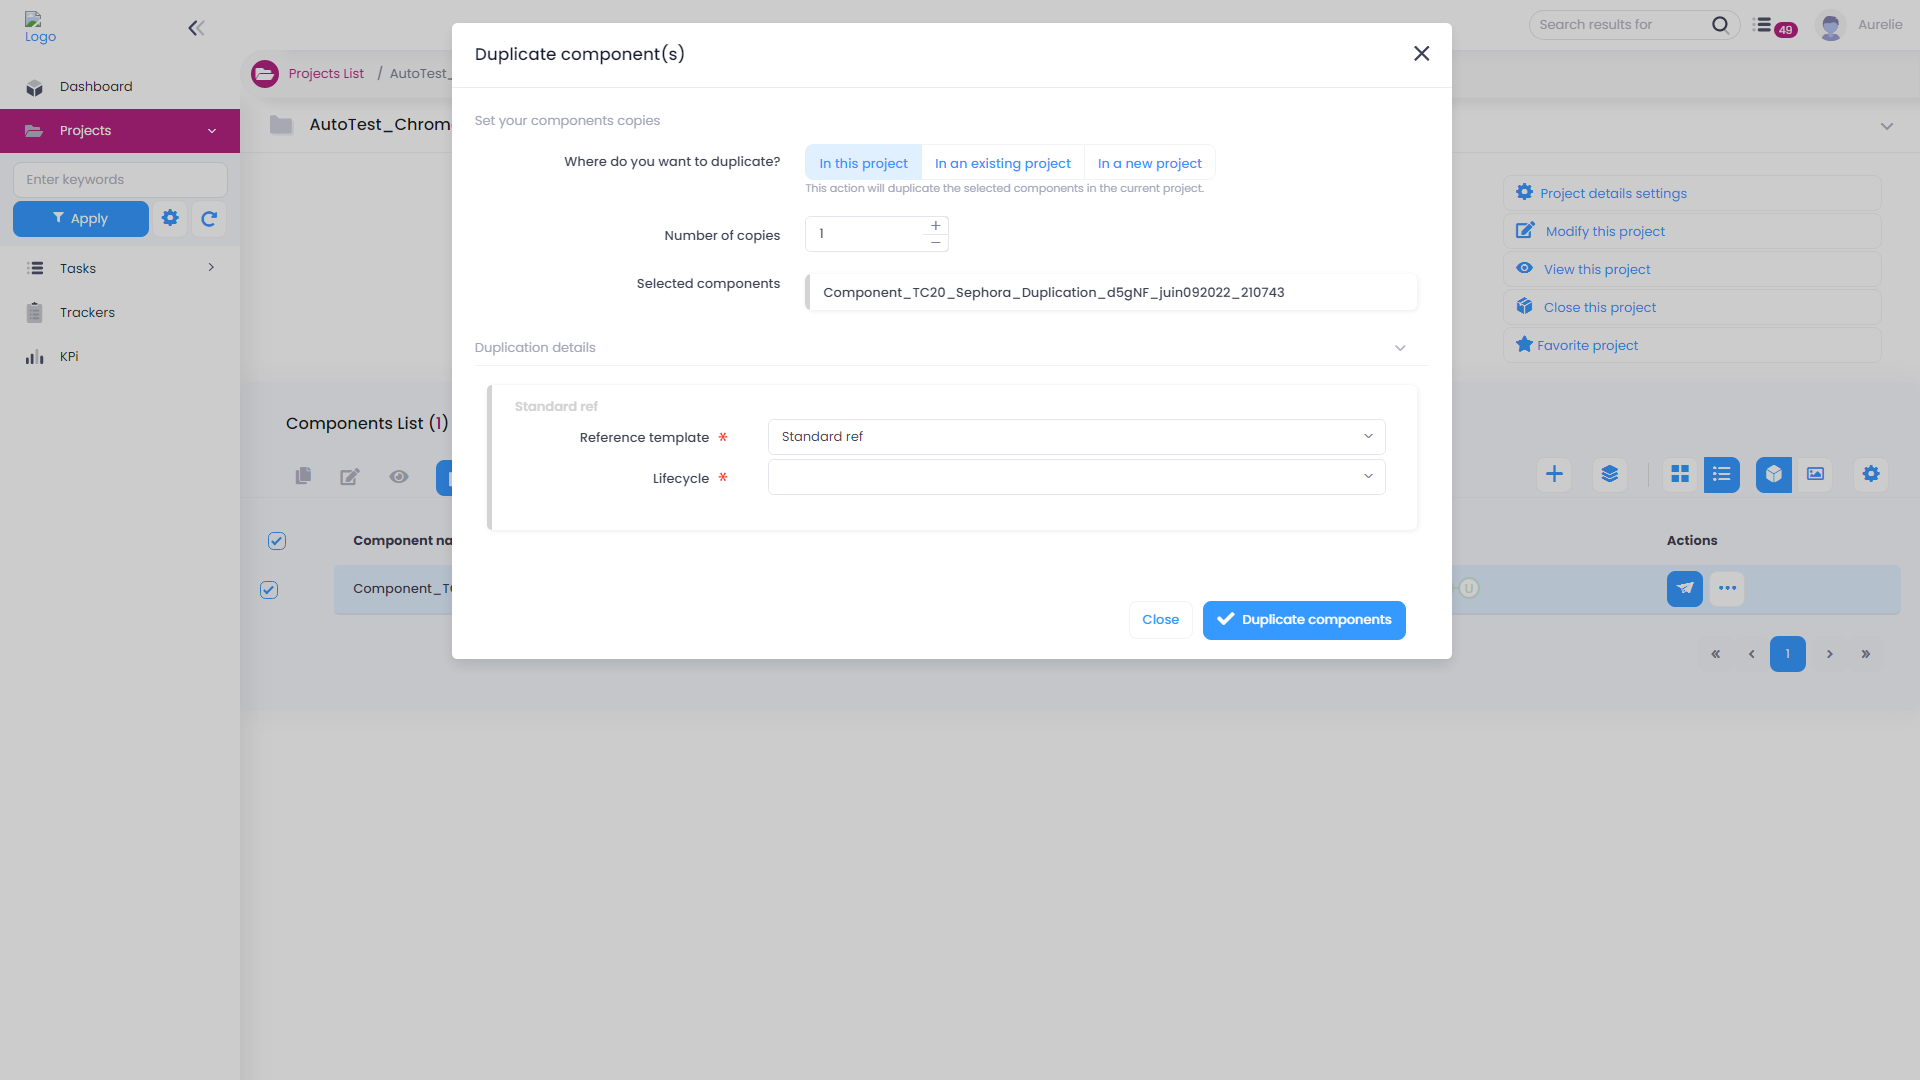 Logo
Dashboard
Projects
Enter keywords
Apply
Tasks
Trackers
KPi
Projects List / AutoTest_
AutoTest_Chrom
Search results for
49
Aurelie
Duplicate component(s)
Set your components copies
Where do you want to duplicate?
In this project
In an existing project
In a new project
This action will duplicate the selected components in the current project.
Number of copies
1
Selected components
Component_TC20_Sephora_Duplication_d5gNF_juin092022_210743
Duplication details
Standard ref
Reference template *
Standard ref
Lifecycle *
Close
Duplicate components
Project details settings
Modify this project
View this project
Close this project
Favorite project
Components List (1)
Component na
Actions
Component_T
U
« ‹ 1 › »